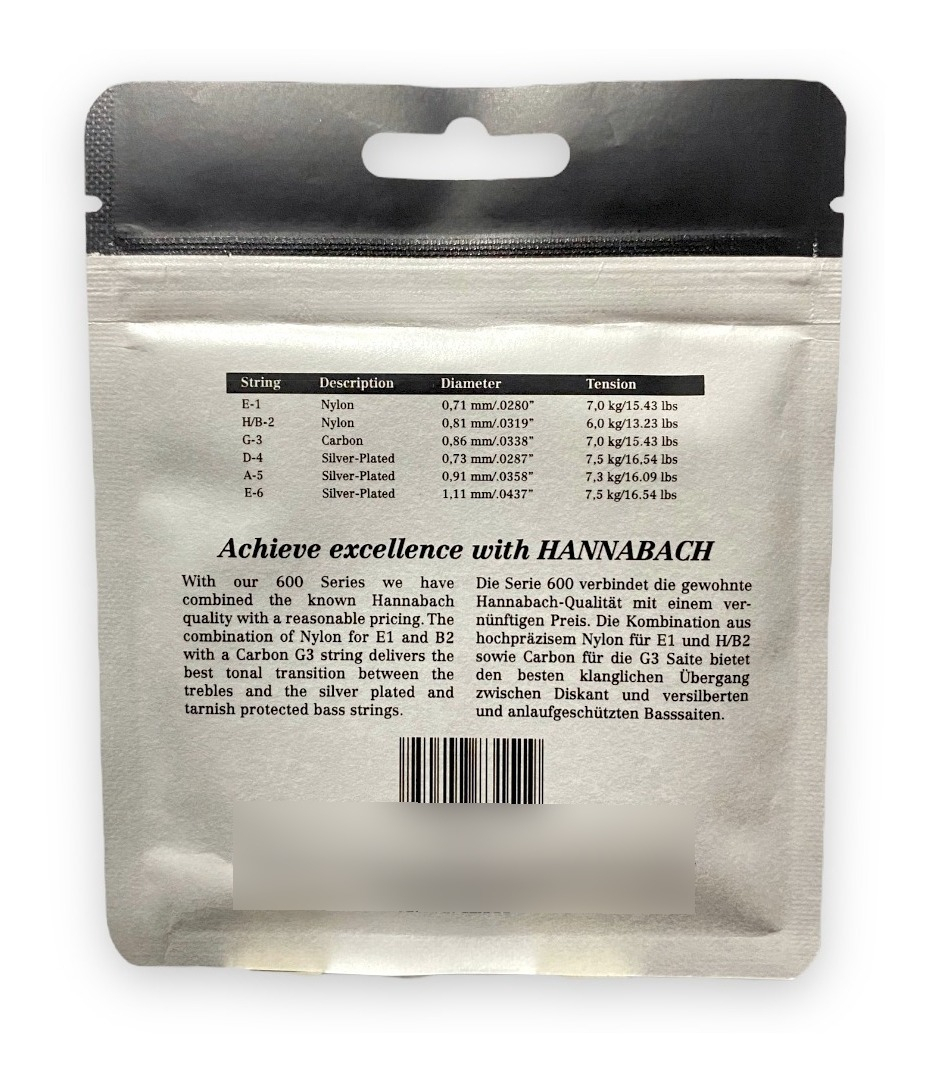 String Description Diameter Tension
E-1 Nylon 0,71 mm/.0280” 7,0 kg/15.43 lbs
H/B-2 Nylon 0,81 mm/.0319” 6,0 kg/13.23 lbs
G-3 Carbon 0,86 mm/.0338” 7,0 kg/15.43 lbs
D-4 Silver-Plated 0,73 mm/.0287” 7,5 kg/16,54 lbs
A-5 Silver-Plated 0,91 mm/.0358” 7,3 kg/16.09 lbs
E-6 Silver-Plated 1,11 mm/.0437” 7,5 kg/16.54 lbs
Achieve excellence with HANNABACH
With our 600 Series we have
combined the known Hannabach
quality with a reasonable pricing. The
combination of Nylon for E1 and B2
with a Carbon G3 string delivers the
best tonal transition between the
trebles and the silver plated and
tarnish protected bass strings.
Die Serie 600 verbindet die gewohnte
Hannabach-Qualität mit einem ver-
nünftigen Preis. Die Kombination aus
hochpräzisem Nylon für E1 und H/B2
sowie Carbon für die G3 Saite bietet
den besten klanglichen Übergang
zwischen Diskant und versilberten
und anlaufgeschützten Basssaiten.